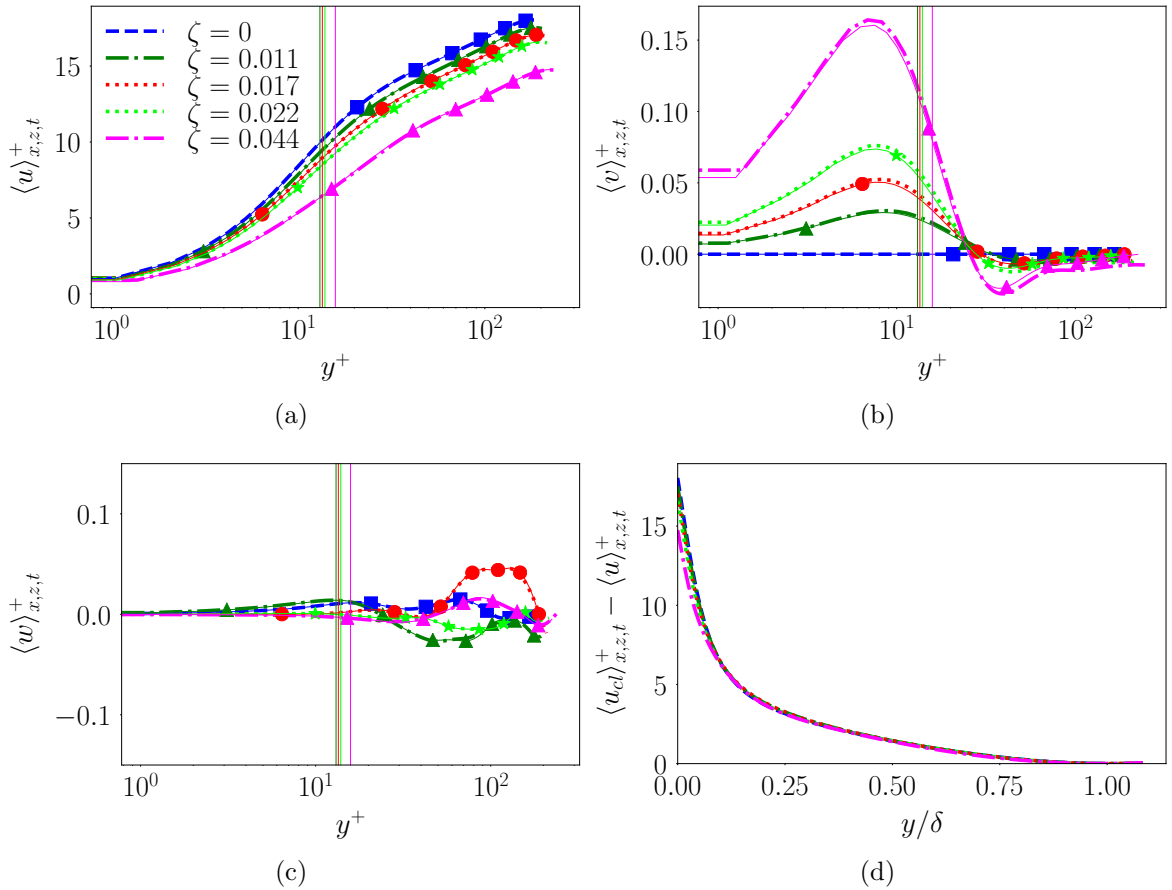 ζ = 0
ζ = 0.011
ζ = 0.017
ζ = 0.022
ζ = 0.044
15
10
5
0
⟨u⟩⁺x,z,t
10⁰ 10¹ 10²
y⁺
(a)
0.15
0.10
0.05
0.00
⟨v⟩⁺x,z,t
10⁰ 10¹ 10²
y⁺
(b)
0.1
0.0
−0.1
⟨w⟩⁺x,z,t
10⁰ 10¹ 10²
y⁺
(c)
15
10
5
0
⟨u_cl⟩⁺x,z,t − ⟨u⟩⁺x,z,t
0.00 0.25 0.50 0.75 1.00
y/δ
(d)